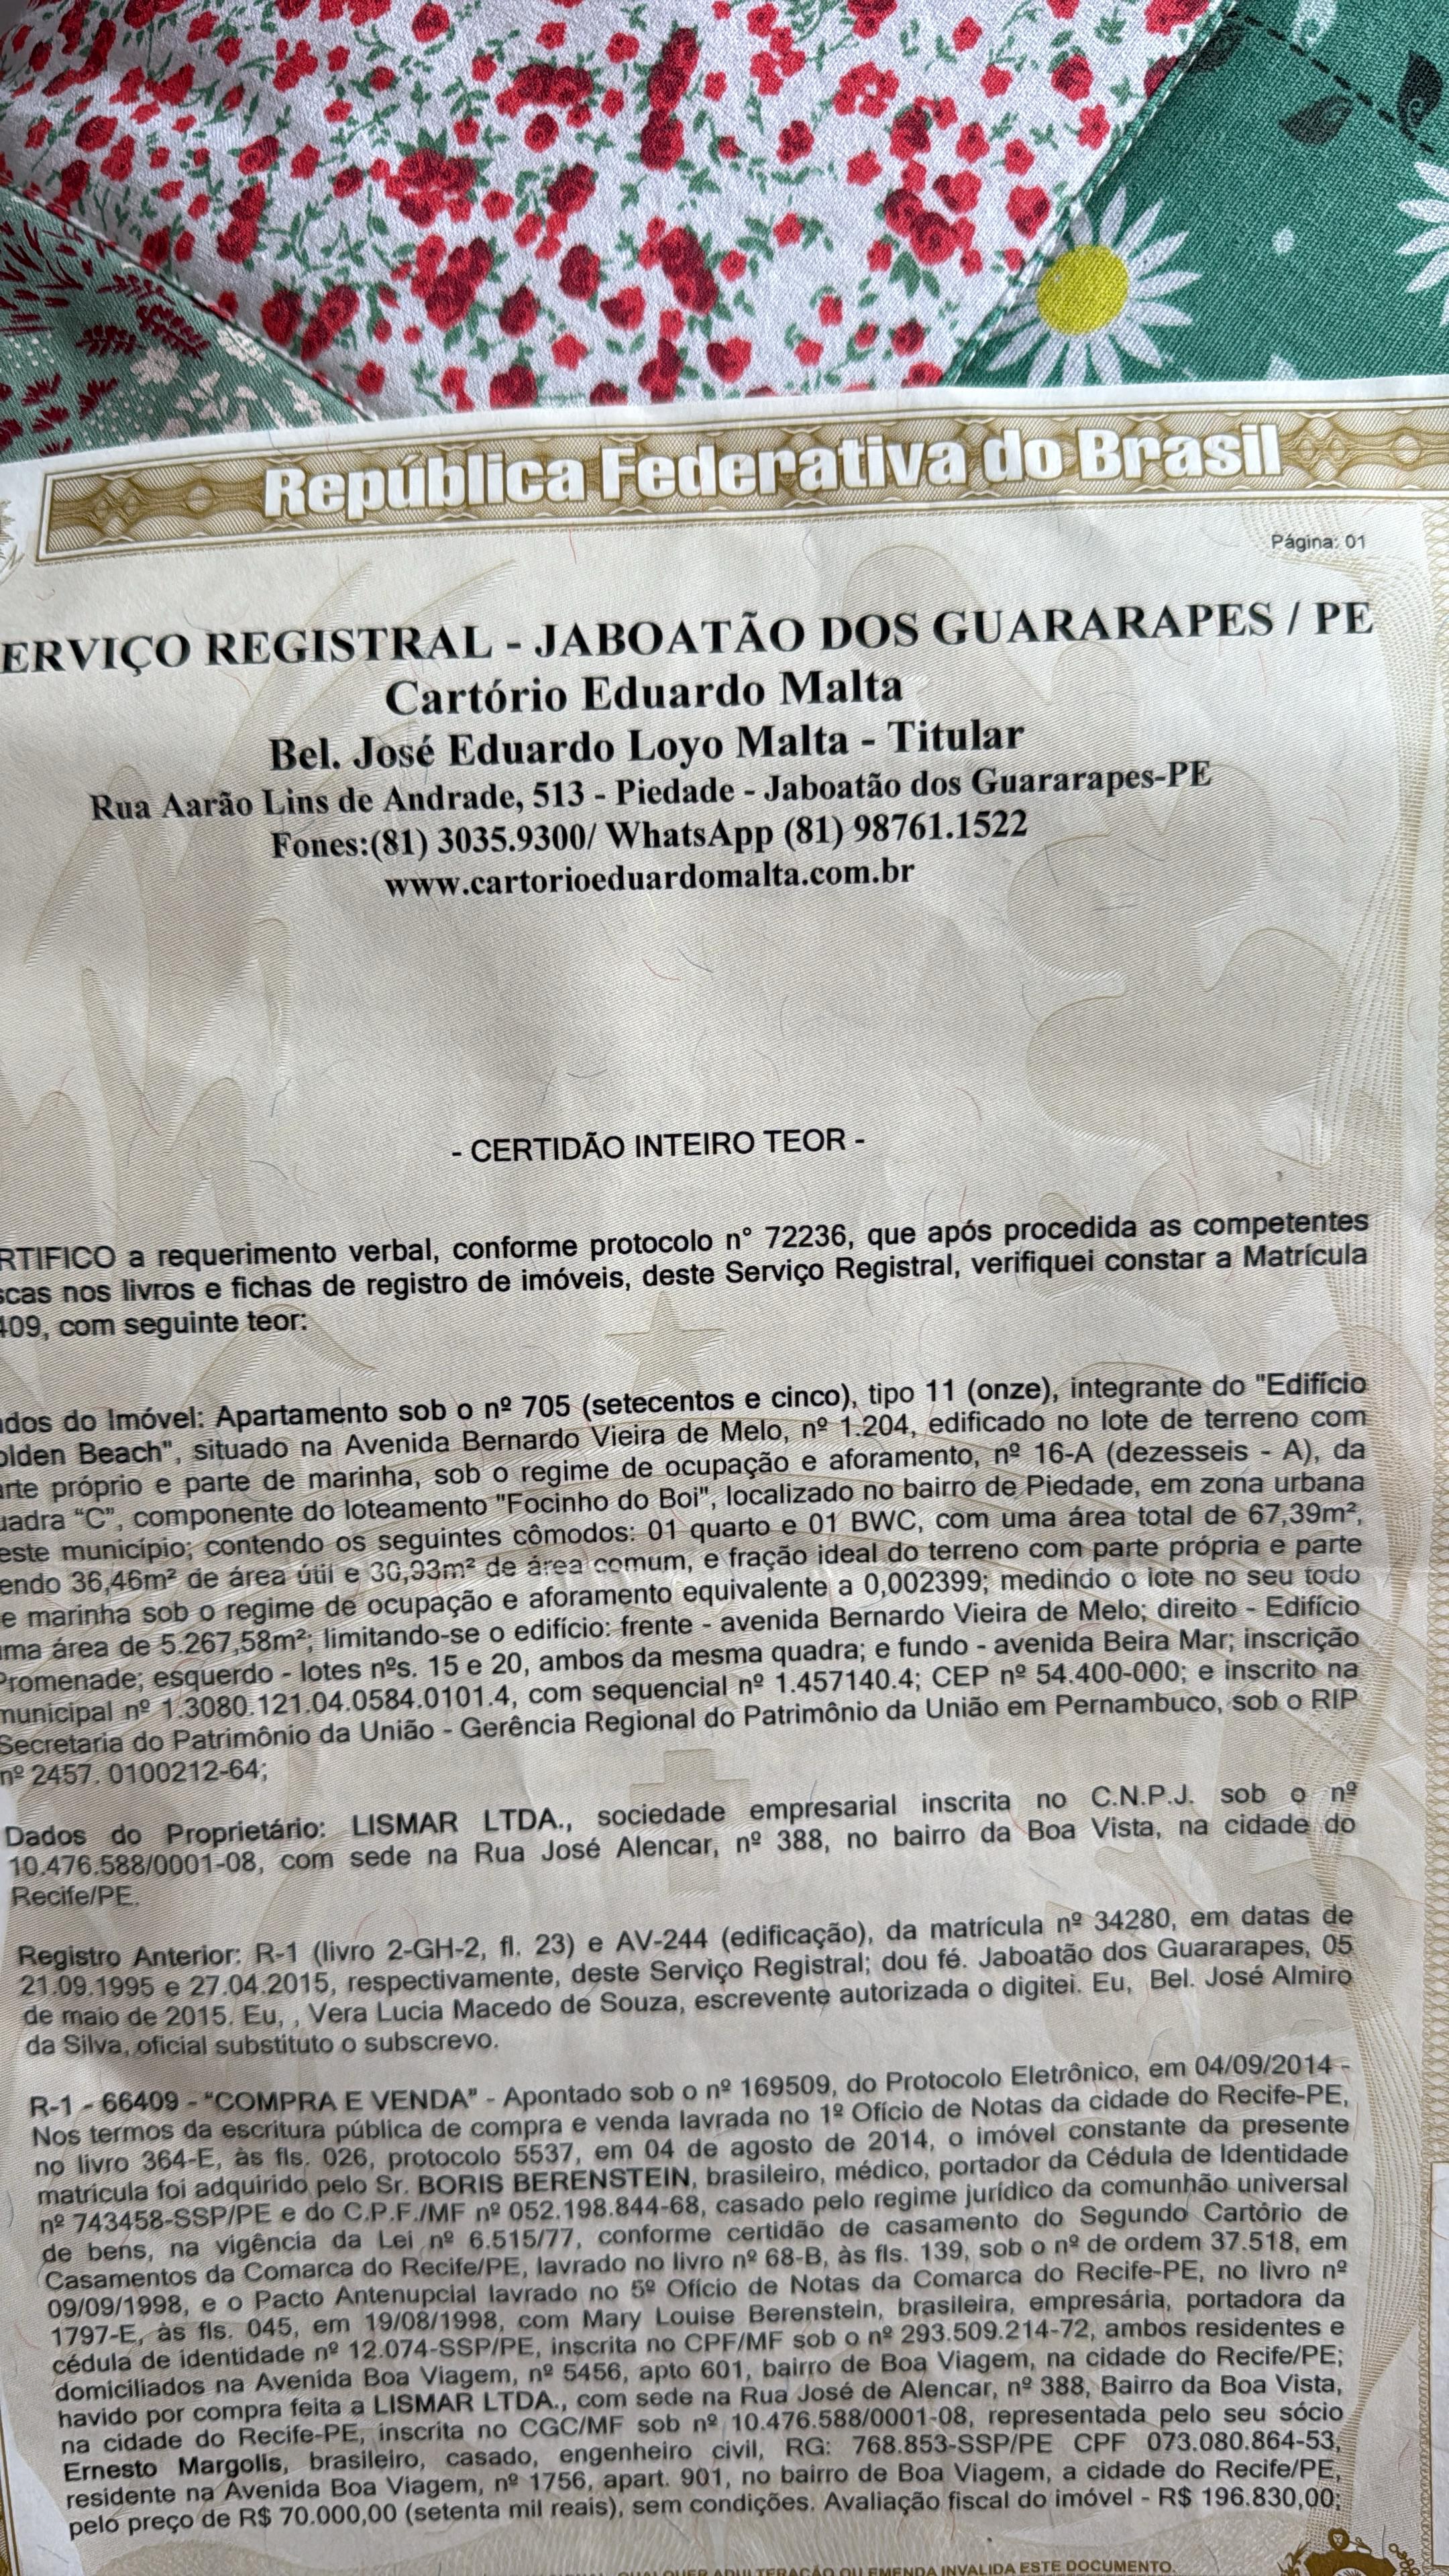 República Federativa do Brasil
Página: 01
ERVIÇO REGISTRAL - JABOATÃO DOS GUARARAPES / PE
Cartório Eduardo Malta
Bel. José Eduardo Loyo Malta - Titular
Rua Aarão Lins de Andrade, 513 - Piedade - Jaboatão dos Guararapes-PE
Fones:(81) 3035.9300/ WhatsApp (81) 98761.1522
www.cartorioeduardomalta.com.br
- CERTIDÃO INTEIRO TEOR -
RTIFICO a requerimento verbal, conforme protocolo n° 72236, que após procedida as competentes
scas nos livros e fichas de registro de imóveis, deste Serviço Registral, verifiquei constar a Matrícula
409, com seguinte teor:
dos do Imóvel: Apartamento sob o nº 705 (setecentos e cinco), tipo 11 (onze), integrante do "Edifício
olden Beach", situado na Avenida Bernardo Vieira de Melo, nº 1.204, edificado no lote de terreno com
arte próprio e parte de marinha, sob o regime de ocupação e aforamento, nº 16-A (dezesseis - A), da
uadra “C”, componente do loteamento "Focinho do Boi", localizado no bairro de Piedade, em zona urbana
este município; contendo os seguintes cômodos: 01 quarto e 01 BWC, com uma área total de 67,39m²,
endo 36,46m² de área útil e 30,93m² de área comum, e fração ideal do terreno com parte própria e parte
e marinha sob o regime de ocupação e aforamento equivalente a 0,002399; medindo o lote no seu todo
ma área de 5.267,58m²; limitando-se o edifício: frente - avenida Bernardo Vieira de Melo; direito - Edifício
Promenade; esquerdo - lotes nºs. 15 e 20, ambos da mesma quadra; e fundo - avenida Beira Mar; inscrição
municipal nº 1.3080.121.04.0584.0101.4, com sequencial nº 1.457140.4; CEP nº 54.400-000; e inscrito na
Secretaria do Patrimônio da União - Gerência Regional do Patrimônio da União em Pernambuco, sob o RIP
nº 2457. 0100212-64;
Dados do Proprietário: LISMAR LTDA., sociedade empresarial inscrita no C.N.P.J. sob o nº
10.476.588/0001-08, com sede na Rua José Alencar, nº 388, no bairro da Boa Vista, na cidade do
Recife/PE.
Registro Anterior: R-1 (livro 2-GH-2, fl. 23) e AV-244 (edificação), da matrícula nº 34280, em datas de
21.09.1995 e 27.04.2015, respectivamente, deste Serviço Registral; dou fé. Jaboatão dos Guararapes, 05
de maio de 2015. Eu, , Vera Lucia Macedo de Souza, escrevente autorizada o digitei. Eu, Bel. José Almiro
da Silva, oficial substituto o subscrevo.
R-1 - 66409 - “COMPRA E VENDA” - Apontado sob o nº 169509, do Protocolo Eletrônico, em 04/09/2014 -
Nos termos da escritura pública de compra e venda lavrada no 1º Ofício de Notas da cidade do Recife-PE,
no livro 364-E, às fls. 026, protocolo 5537, em 04 de agosto de 2014, o imóvel constante da presente
matrícula foi adquirido pelo Sr. BORIS BERENSTEIN, brasileiro, médico, portador da Cédula de Identidade
nº 743458-SSP/PE e do C.P.F./MF nº 052.198.844-68, casado pelo regime jurídico da comunhão universal
de bens, na vigência da Lei nº 6.515/77, conforme certidão de casamento do Segundo Cartório de
Casamentos da Comarca do Recife/PE, lavrado no livro nº 68-B, às fls. 139, sob o nº de ordem 37.518, em
09/09/1998, e o Pacto Antenupcial lavrado no 5º Ofício de Notas da Comarca do Recife-PE, no livro nº
1797-E, às fls. 045, em 19/08/1998, com Mary Louise Berenstein, brasileira, empresária, portadora da
cédula de identidade nº 12.074-SSP/PE, inscrita no CPF/MF sob o nº 293.509.214-72, ambos residentes e
domiciliados na Avenida Boa Viagem, nº 5456, apto 601, bairro de Boa Viagem, na cidade do Recife/PE;
havido por compra feita a LISMAR LTDA., com sede na Rua José de Alencar, nº 388, Bairro da Boa Vista,
na cidade do Recife-PE, inscrita no CGC/MF sob nº 10.476.588/0001-08, representada pelo seu sócio
Ernesto Margolis, brasileiro, casado, engenheiro civil, RG: 768.853-SSP/PE CPF 073.080.864-53,
residente na Avenida Boa Viagem, nº 1756, apart. 901, no bairro de Boa Viagem, a cidade do Recife/PE,
pelo preço de R$ 70.000,00 (setenta mil reais), sem condições. Avaliação fiscal do imóvel - R$ 196.830,00;
QUALQUER ADULTERAÇÃO OU EMENDA INVALIDA ESTE DOCUMENTO.